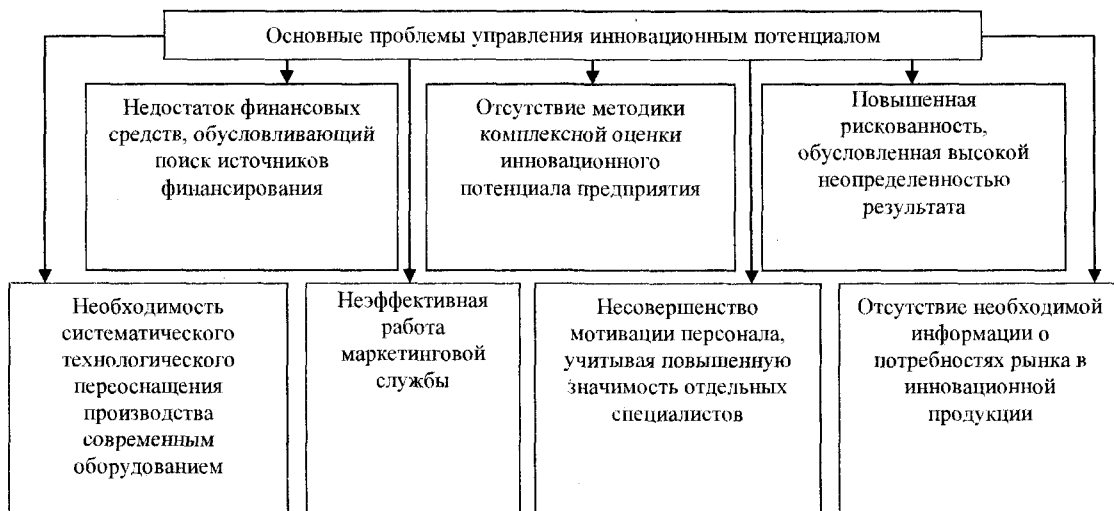 Основные проблемы управления инновационным потенциалом
Недостаток финансовых
средств, обусловливающий
поиск источников
финансирования
Отсутствие методики
комплексной оценки
инновационного
потенциала предприятия
Повышенная
рискованность,
обусловленная высокой
неопределенностью
результата
Необходимость
систематического
технологического
переоснащения
производства
современным
оборудованием
Неэффективная
работа
маркетинговой
службы
Несовершенство
мотивации персонала,
учитывая повышенную
значимость отдельных
специалистов
Отсутствие необходимой
информации о
потребностях рынка в
инновационной
продукции